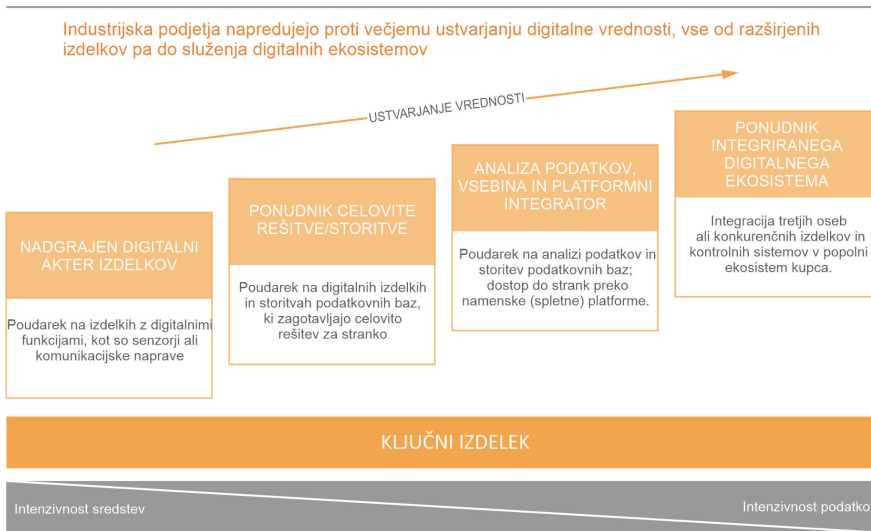 Industrijska podjetja napredujejo proti večjemu ustvarjanju digitalne vrednosti, vse od razširjenih
izdelkov pa do služenja digitalnih ekosistemov
USTVARJANJE VREDNOSTI
NADGRAJEN DIGITALNI
AKTER IZDELKOV
Poudarek na izdelkih z digitalnimi
funkcijami, kot so senzorji ali
komunikacijske naprave
PONUDNIK CELOVITE
REŠITVE/STORITVE
Poudarek na digitalnih izdelkih
in storitvah podatkovnih baz,
ki zagotavljajo celovito
rešitev za stranko
ANALIZA PODATKOV,
VSEBINA IN PLATFORMNI
INTEGRATOR
Poudarek na analizi podatkov in
storitev podatkovnih baz;
dostop do strank preko
namenske (spletne) platforme.
PONUDNIK
INTEGRIRANEGA
DIGITALNEGA
EKOSISTEMA
Integracija tretjih oseb
ali konkurenčnih izdelkov in
kontrolnih sistemov v popolni
ekosistem kupca.
KLJUČNI IZDELEK
Intenzivnost sredstev
Intenzivnost podatko